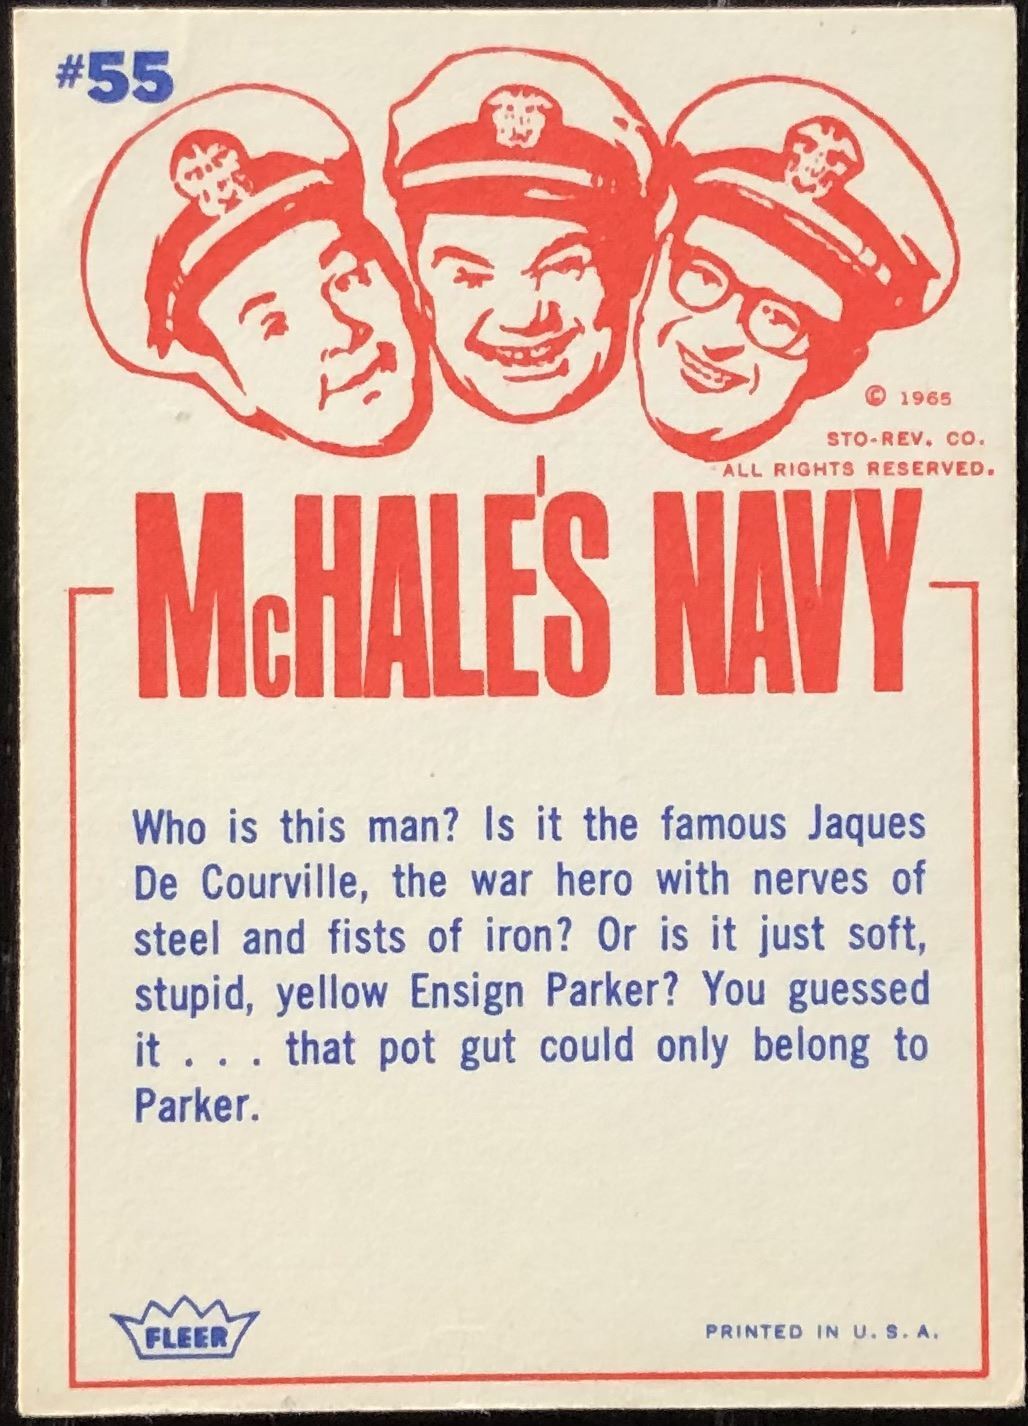 #55
© 1965
STO-REV. CO.
ALL RIGHTS RESERVED.
McHALE'S NAVY
Who is this man? Is it the famous Jaques
De Courville, the war hero with nerves of
steel and fists of iron? Or is it just soft,
stupid, yellow Ensign Parker? You guessed
it . . . that pot gut could only belong to
Parker.
FLEER
PRINTED IN U. S. A.